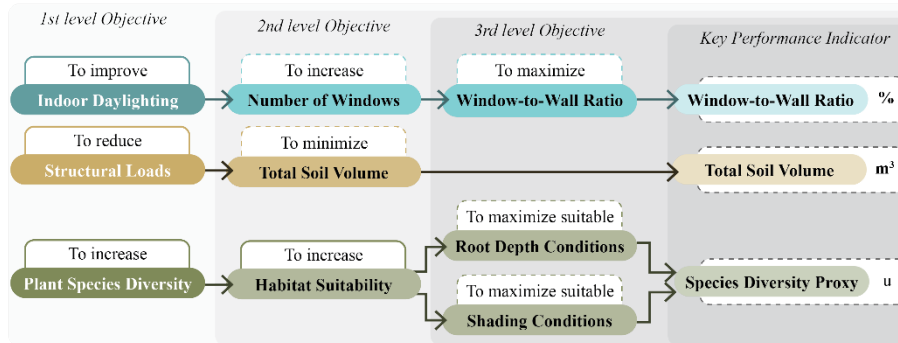 1st level Objective
2nd level Objective
3rd level Objective
Key Performance Indicator
To improve
Indoor Daylighting
To increase
Number of Windows
To maximize
Window-to-Wall Ratio
Window-to-Wall Ratio
%
To reduce
Structural Loads
To minimize
Total Soil Volume
Total Soil Volume
m³
To increase
Plant Species Diversity
To increase
Habitat Suitability
To maximize suitable
Root Depth Conditions
To maximize suitable
Shading Conditions
Species Diversity Proxy
u